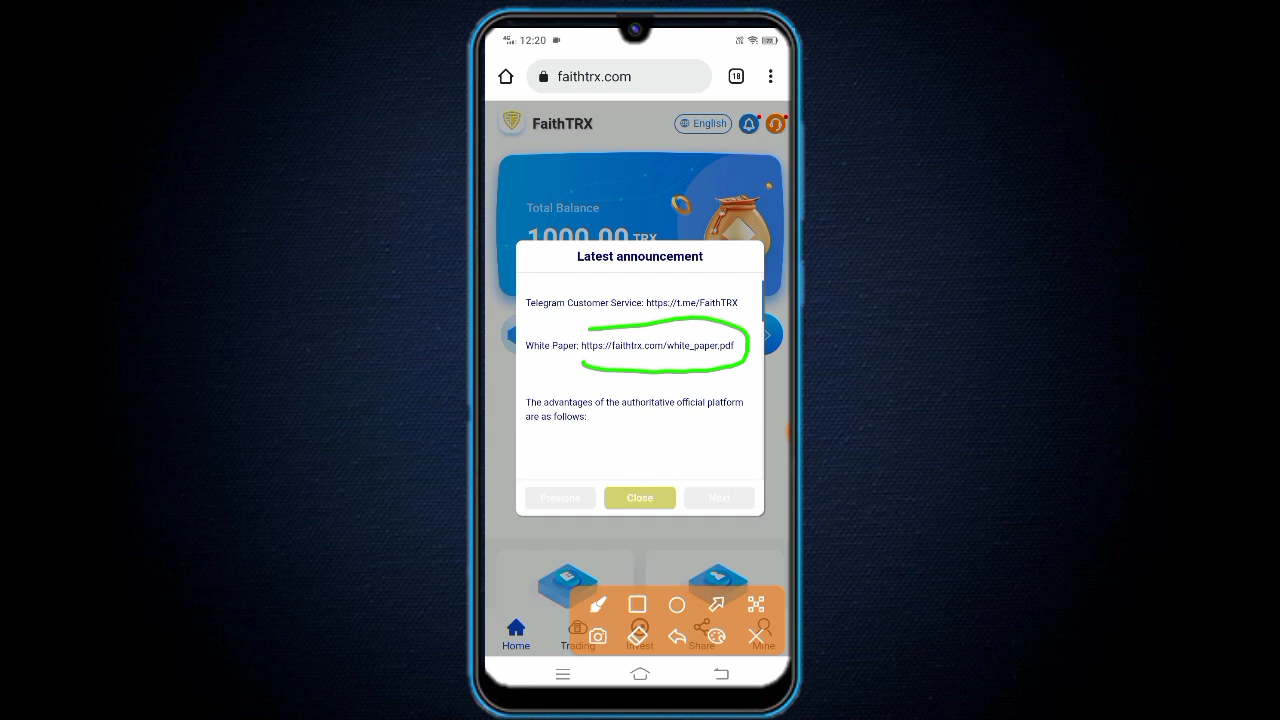 4G 12:20
faithtrx.com
18
FaithTRX
English
Total Balance
1000.00 TRX
Latest announcement
Telegram Customer Service: https://t.me/FaithTRX
White Paper: https://faithtrx.com/white_paper.pdf
The advantages of the authoritative official platform
are as follows:
Previous
Close
Next
Home
Trading
Invest
Share
Mine